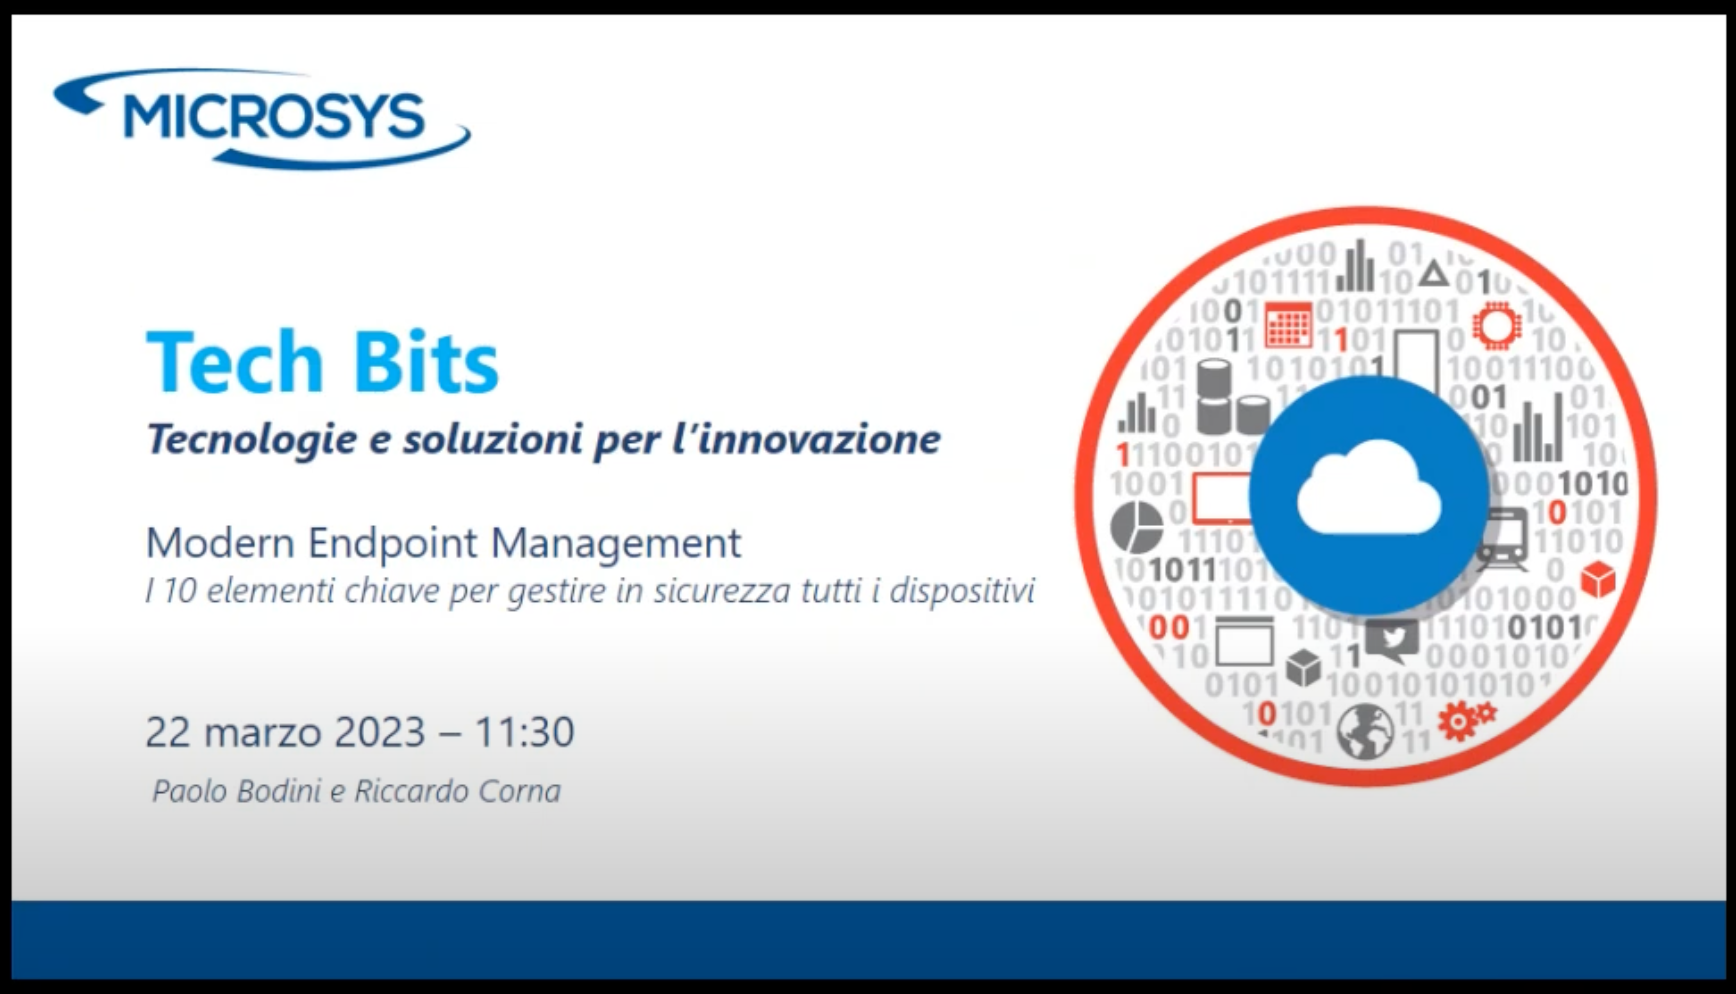 MICROSYS
Tech Bits
Tecnologie e soluzioni per l'innovazione
Modern Endpoint Management
I 10 elementi chiave per gestire in sicurezza tutti i dispositivi
22 marzo 2023 – 11:30
Paolo Bodini e Riccardo Corna